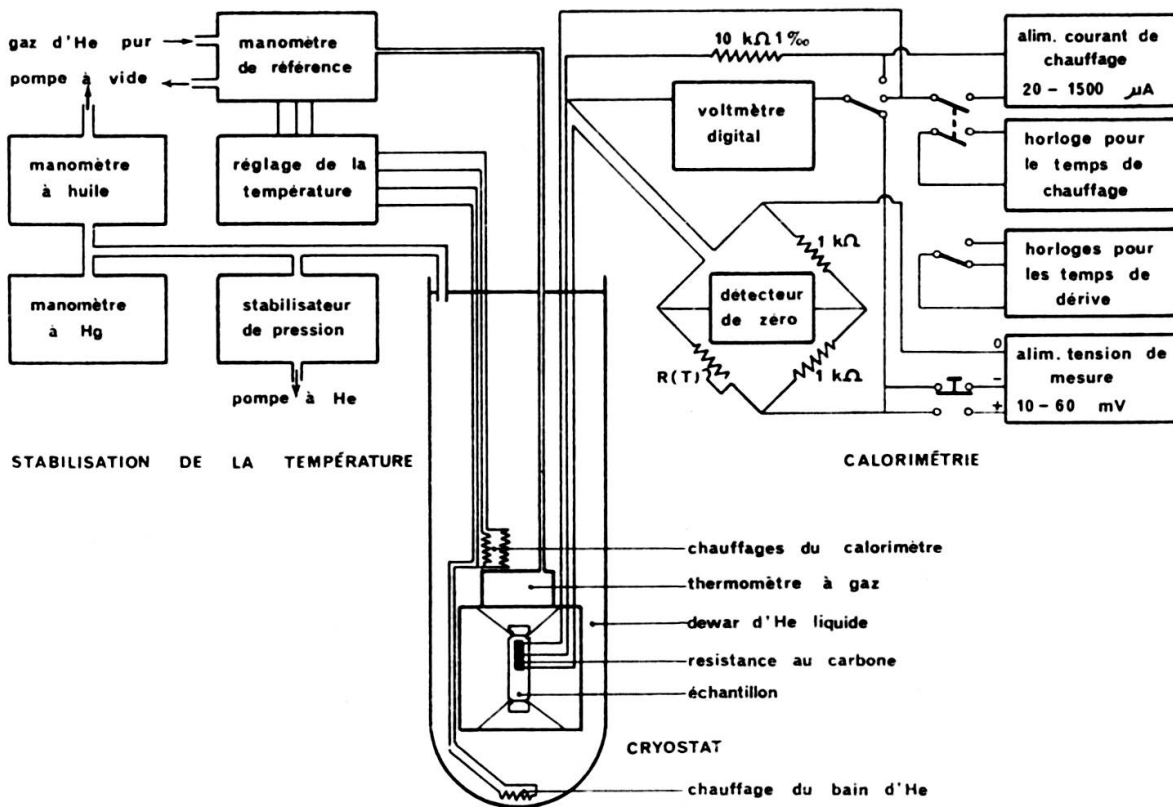 gaz d'He pur
pompe à vide
manomètre
de référence
manomètre
à huile
réglage de la
température
manomètre
à Hg
stabilisateur
de pression
pompe à He
STABILISATION DE LA TEMPÉRATURE
10 kΩ 1‰
voltmètre
digital
alim. courant de
chauffage
20 – 1500 μA
horloge pour
le temps de
chauffage
horloges pour
les temps de
dérive
1 kΩ
détecteur
de zéro
R(T)
1 kΩ
0
–
+
alim. tension de
mesure
10 – 60 mV
CALORIMÉTRIE
chauffages du calorimètre
thermomètre à gaz
dewar d'He liquide
resistance au carbone
échantillon
CRYOSTAT
chauffage du bain d'He